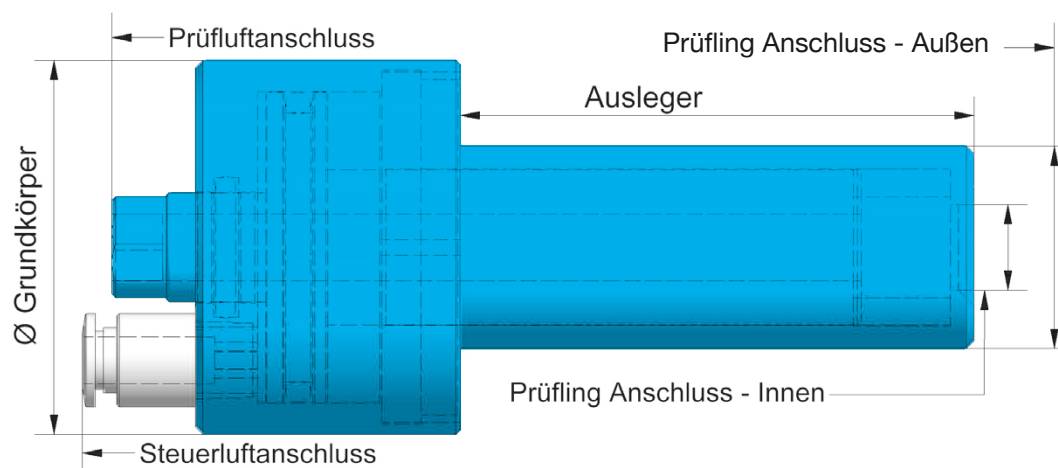 Prüfluftanschluss
Prüfling Anschluss - Außen
Ausleger
Ø Grundkörper
Prüfling Anschluss - Innen
Steuerluftanschluss